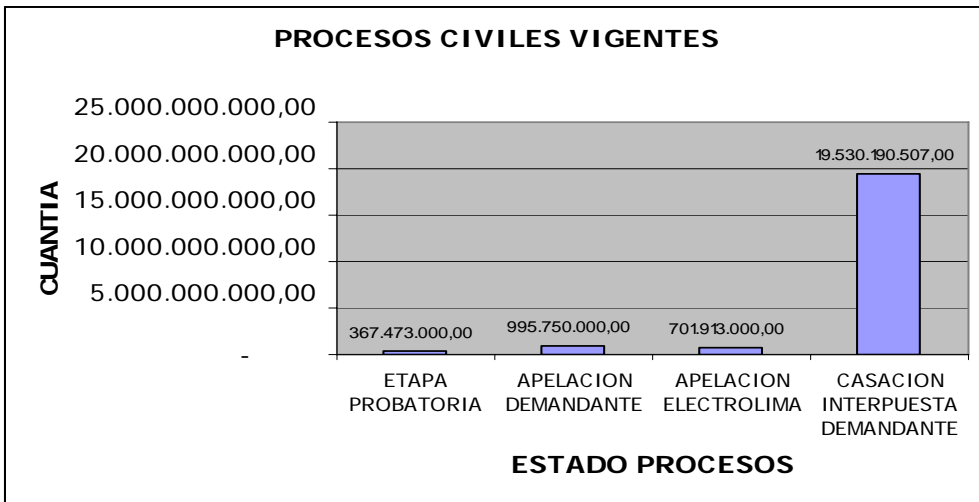 PROCESOS CIVILES VIGENTES
CUANTIA
25.000.000.000,00
20.000.000.000,00
15.000.000.000,00
10.000.000.000,00
5.000.000.000,00
-
367.473.000,00
995.750.000,00
701.913.000,00
19.530.190.507,00
ETAPA
PROBATORIA
APELACION
DEMANDANTE
APELACION
ELECTROLIMA
CASACION
INTERPUESTA
DEMANDANTE
ESTADO PROCESOS